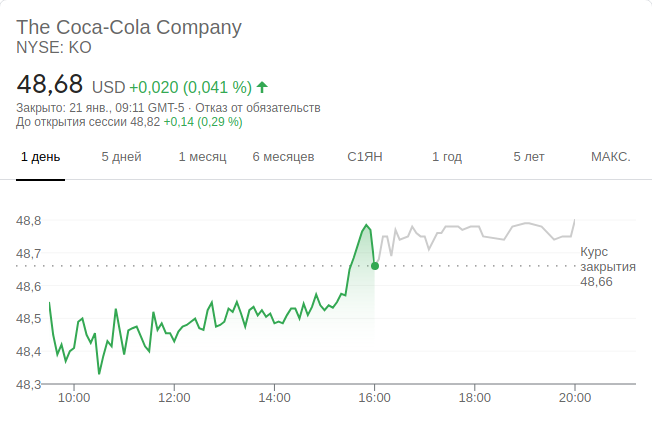 The Coca-Cola Company
NYSE: KO
48,68 USD +0,020 (0,041 %)
Закрыто: 21 янв., 09:11 GMT-5 · Отказ от обязательств
До открытия сессии 48,82 +0,14 (0,29 %)
1 день 5 дней 1 месяц 6 месяцев С1ЯН 1 год 5 лет МАКС.
48,8
48,7
Курс
закрытия
48,66
48,6
48,5
48,4
48,3
10:00 12:00 14:00 16:00 18:00 20:00